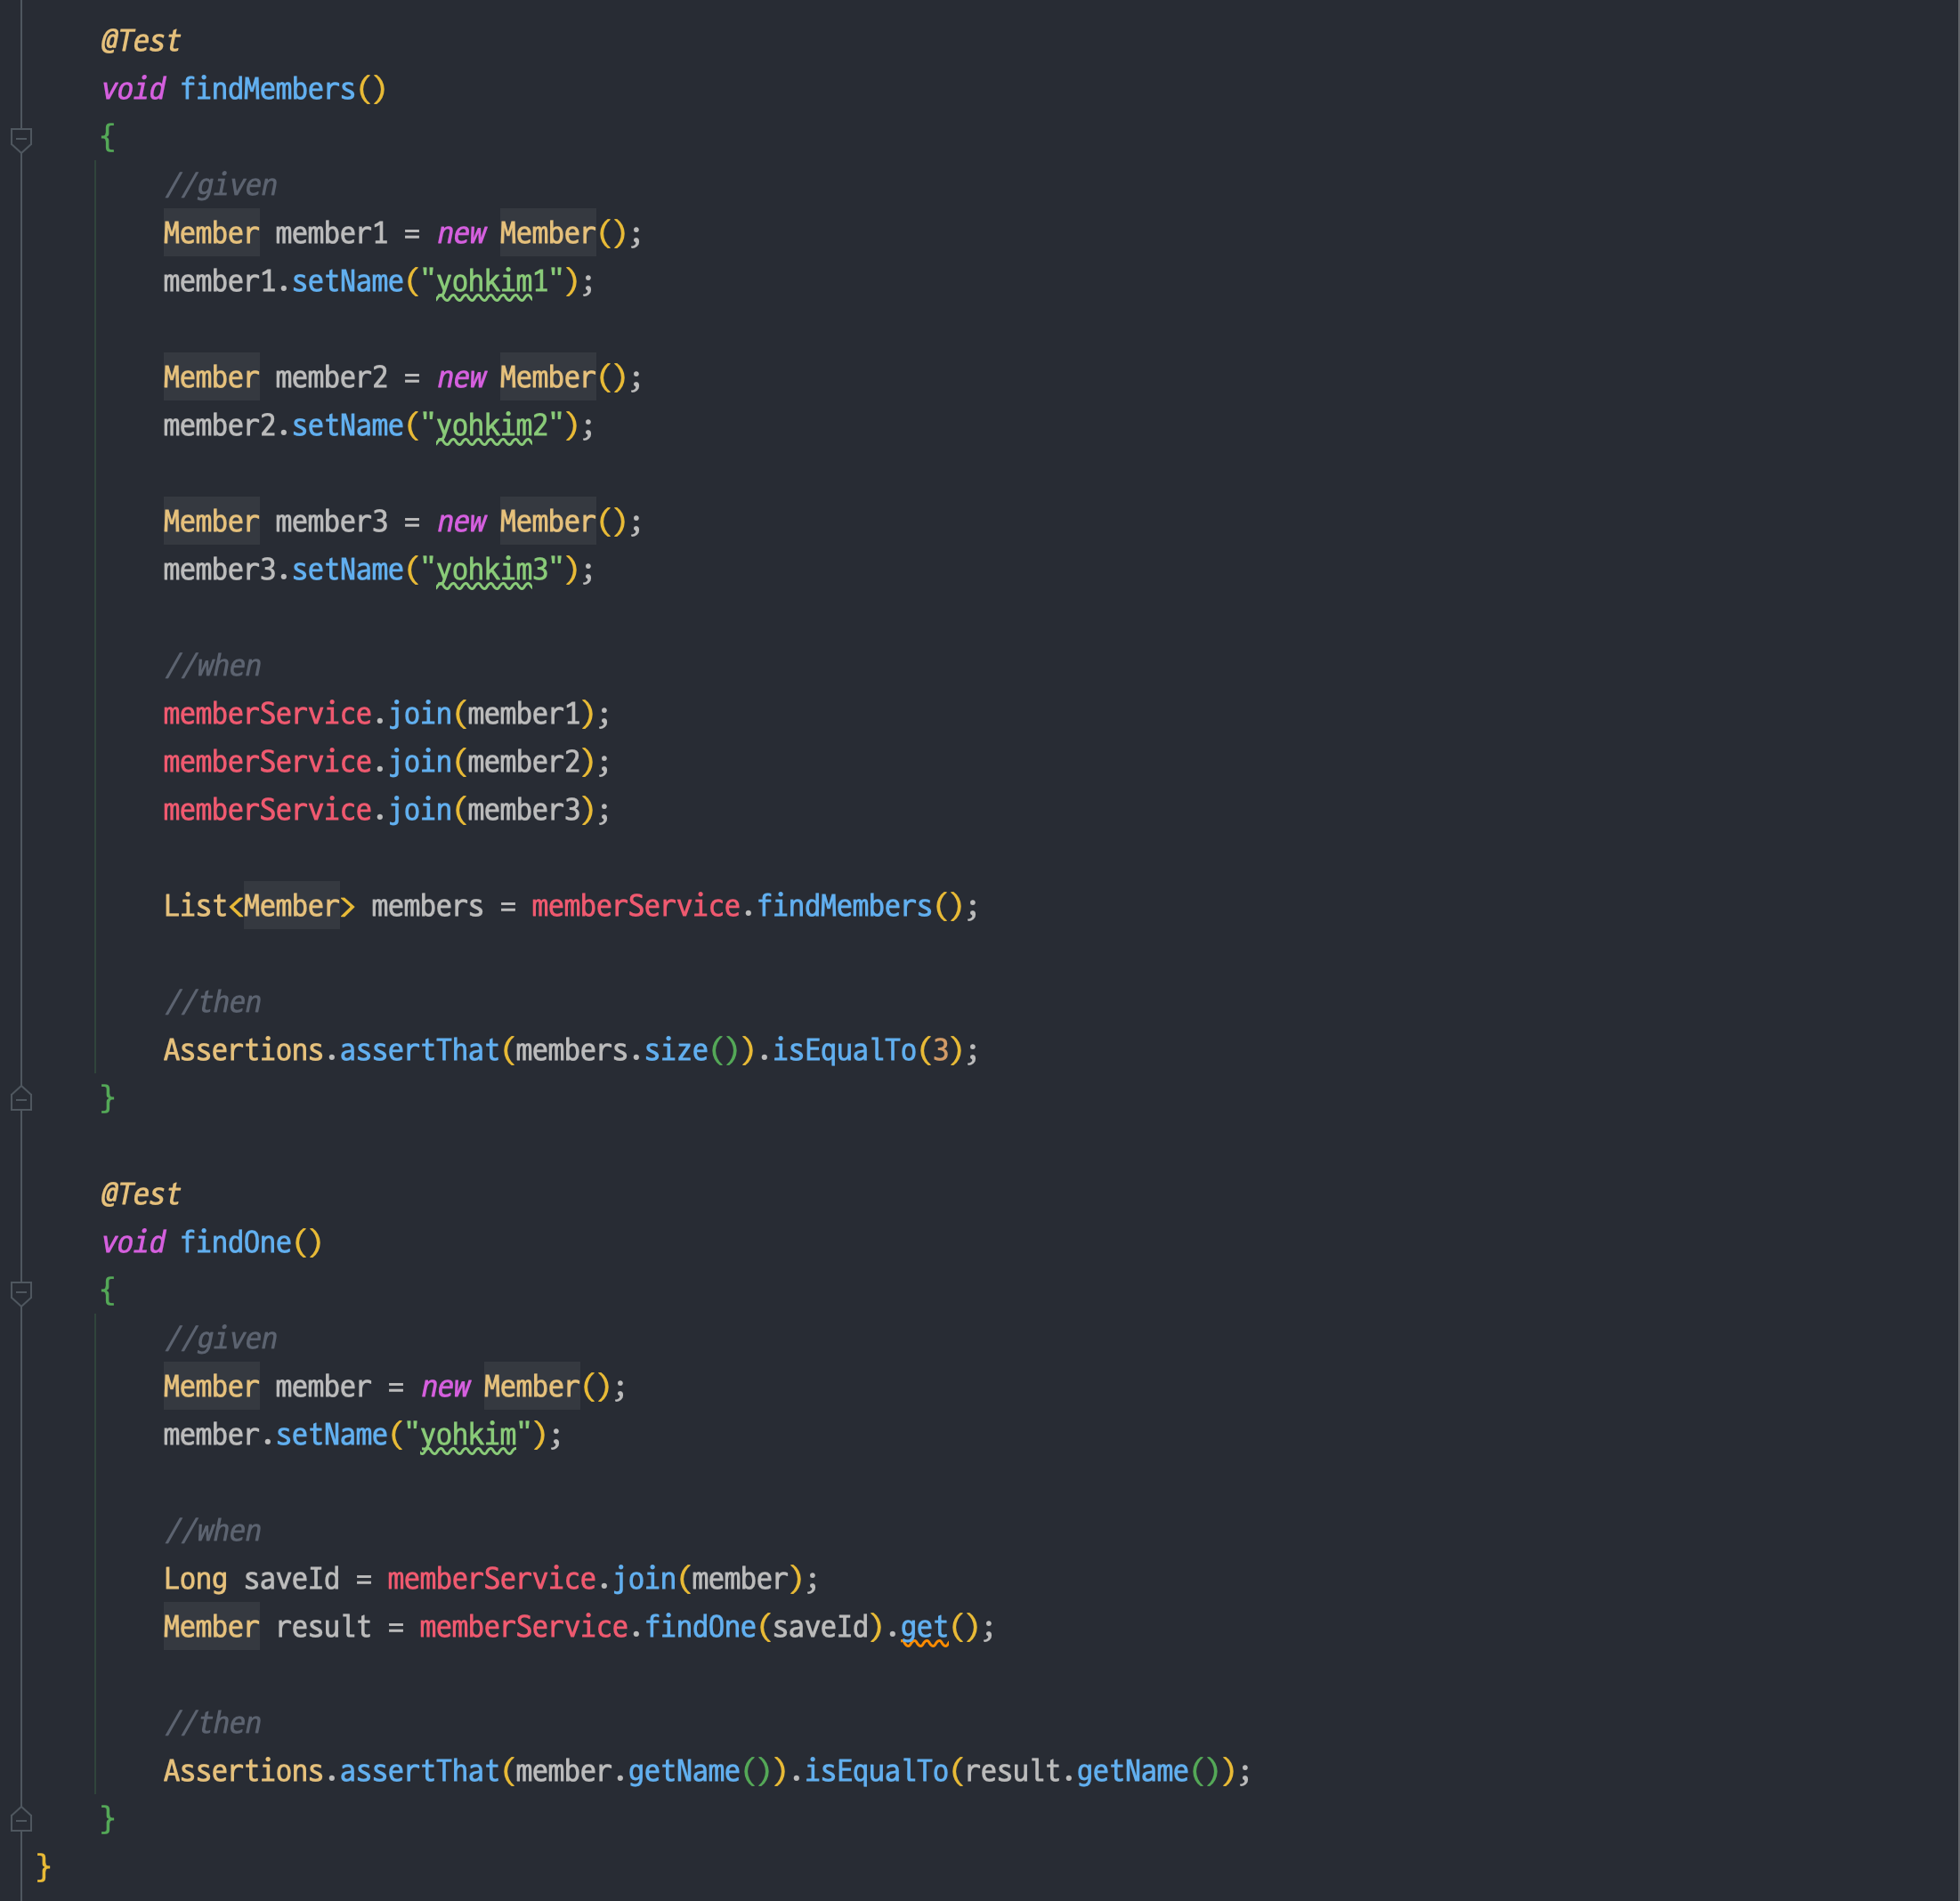 @Test
void findMembers()
{
//given
Member member1 = new Member();
member1.setName("yohkim1");
Member member2 = new Member();
member2.setName("yohkim2");
Member member3 = new Member();
member3.setName("yohkim3");
//when
memberService.join(member1);
memberService.join(member2);
memberService.join(member3);
List<Member> members = memberService.findMembers();
//then
Assertions.assertThat(members.size()).isEqualTo(3);
}
@Test
void findOne()
{
//given
Member member = new Member();
member.setName("yohkim");
//when
Long saveId = memberService.join(member);
Member result = memberService.findOne(saveId).get();
//then
Assertions.assertThat(member.getName()).isEqualTo(result.getName());
}
}